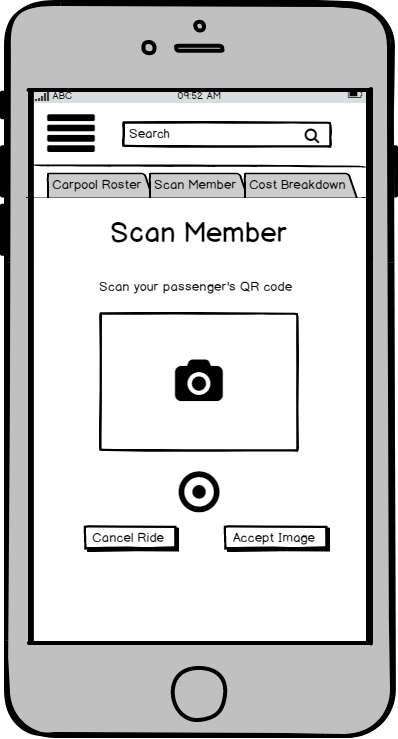 ABC 09:52 AM
Search
Carpool Roster Scan Member Cost Breakdown
Scan Member
Scan your passenger's QR code
Cancel Ride Accept Image